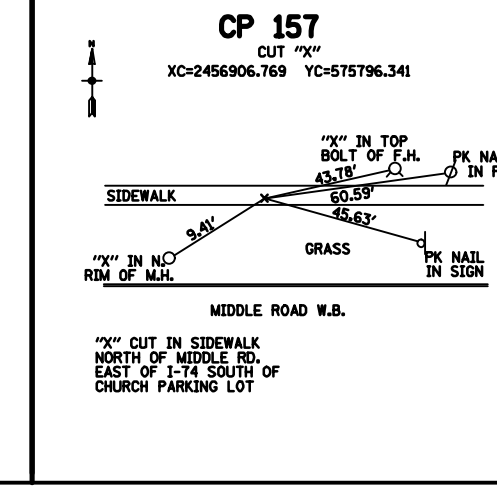 CP 157
CUT "X"
XC=2456906.769 YC=575796.341
N
"X" IN TOP
BOLT OF F.H.
PK
IN
43.78'
60.59'
SIDEWALK
45.63'
9.41'
GRASS
"X" IN N.
RIM OF M.H.
PK NAIL
IN SIGN
MIDDLE ROAD W.B.
"X" CUT IN SIDEWALK
NORTH OF MIDDLE RD.
EAST OF I-74 SOUTH OF
CHURCH PARKING LOT